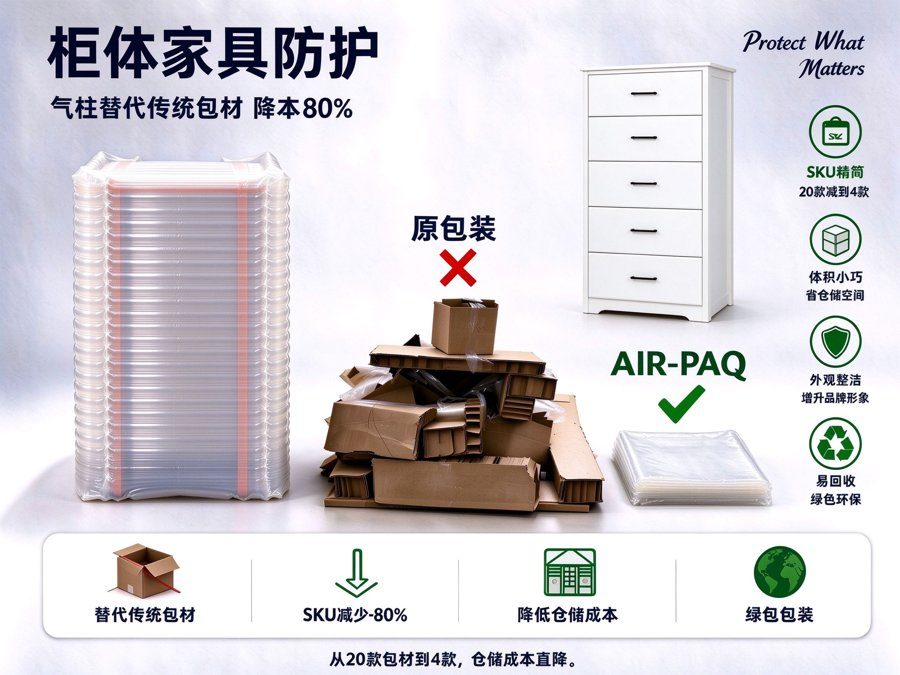 柜体家具防护
气柱替代传统包材 降本80%
Protect What
Matters
SKU精简
20款减到4款
体积小巧
省仓储空间
外观整洁
增升品牌形象
易回收
绿色环保
原包装
AIR-PAQ
替代传统包材
SKU减少-80%
降低仓储成本
绿包包装
从20款包材到4款，仓储成本直降。